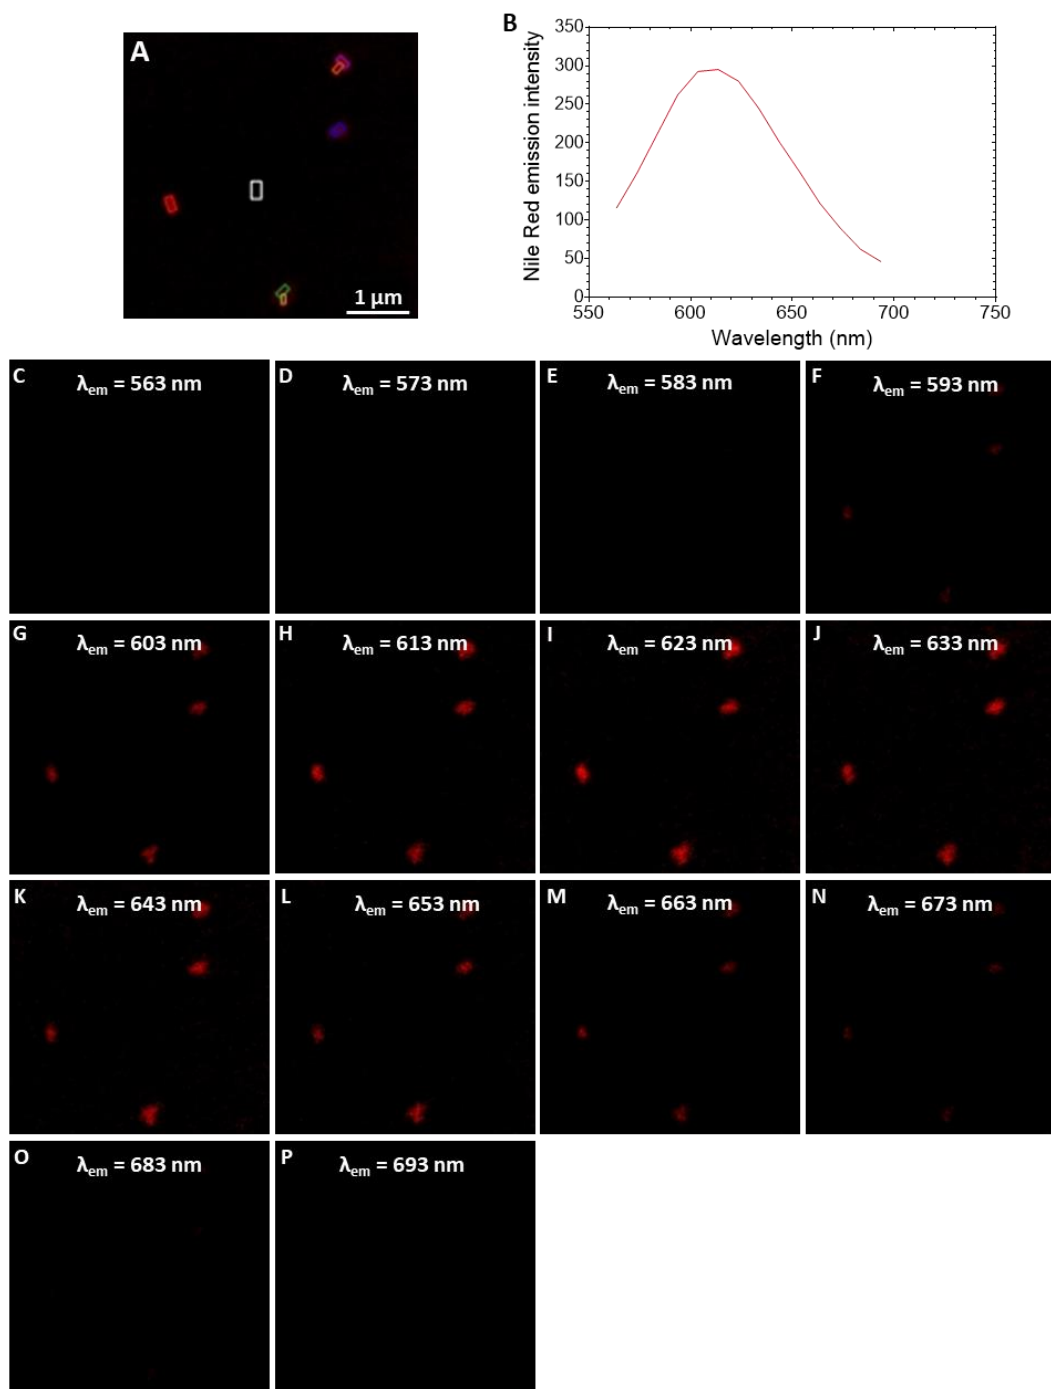 A
1 μm
B
Nile Red emission intensity
350
300
250
200
150
100
50
0
550 600 650 700 750
Wavelength (nm)
C λem = 563 nm
D λem = 573 nm
E λem = 583 nm
F λem = 593 nm
G λem = 603 nm
H λem = 613 nm
I λem = 623 nm
J λem = 633 nm
K λem = 643 nm
L λem = 653 nm
M λem = 663 nm
N λem = 673 nm
O λem = 683 nm
P λem = 693 nm